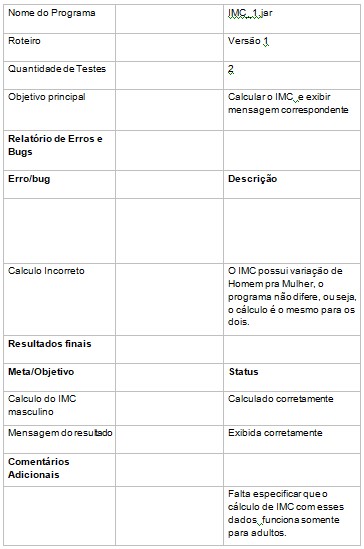 Nome do Programa IMC_1.jar
Roteiro Versão 1
Quantidade de Testes 2
Objetivo principal Calcular o IMC e exibir
mensagem correspondente
Relatório de Erros e
Bugs
Erro/bug Descrição
Calculo Incorreto O IMC possui variação de
Homem pra Mulher, o
programa não difere, ou seja,
o cálculo é o mesmo para os
dois.
Resultados finais
Meta/Objetivo Status
Calculo do IMC Calculado corretamente
masculino
Mensagem do resultado Exibida corretamente
Comentários
Adicionais
Falta especificar que o
cálculo de IMC com esses
dados, funciona somente
para adultos.